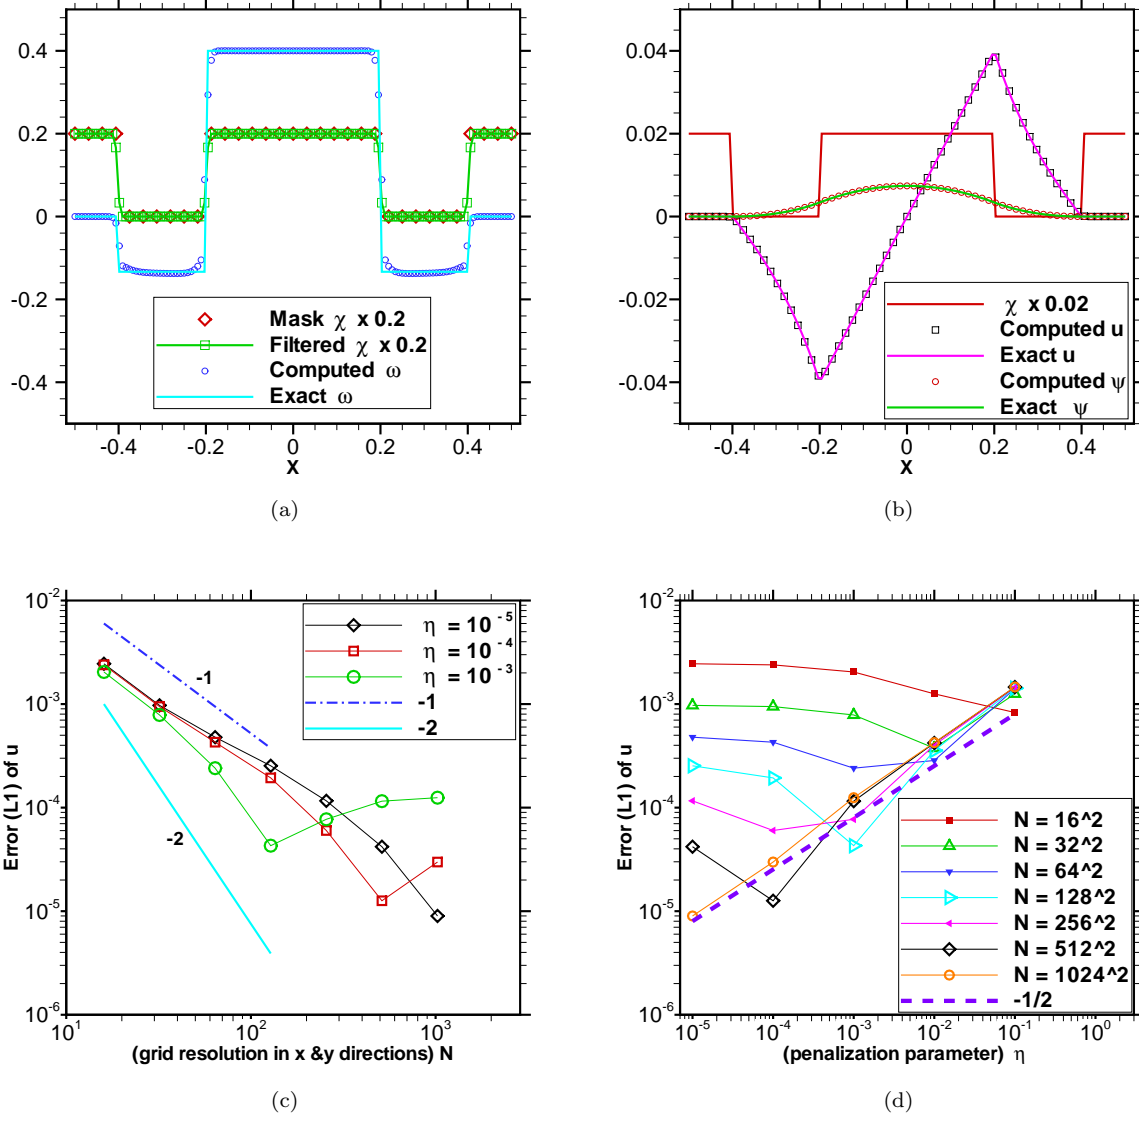 0.4
0.2
0
-0.2
-0.4
-0.4
-0.2
0
0.2
0.4
X
Mask χ x 0.2
Filtered χ x 0.2
Computed ω
Exact ω
(a)
0.04
0.02
0
-0.02
-0.04
-0.4
-0.2
0
0.2
0.4
X
χ x 0.02
Computed u
Exact u
Computed ψ
Exact ψ
(b)
Error (L1) of u
10^-2
10^-3
10^-4
10^-5
10^-6
10^1
10^2
10^3
(grid resolution in x &y directions) N
-1
-2
η = 10^-5
η = 10^-4
η = 10^-3
-1
-2
(c)
Error (L1) of u
10^-2
10^-3
10^-4
10^-5
10^-6
10^-5
10^-4
10^-3
10^-2
10^-1
10^0
(penalization parameter) η
N = 16^2
N = 32^2
N = 64^2
N = 128^2
N = 256^2
N = 512^2
N = 1024^2
-1/2
(d)